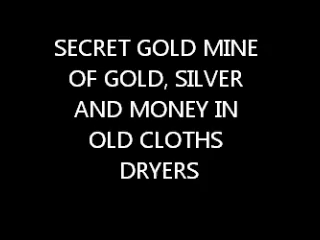 SECRET GOLD MINE
OF GOLD, SILVER
AND MONEY IN
OLD CLOTHS
DRYERS